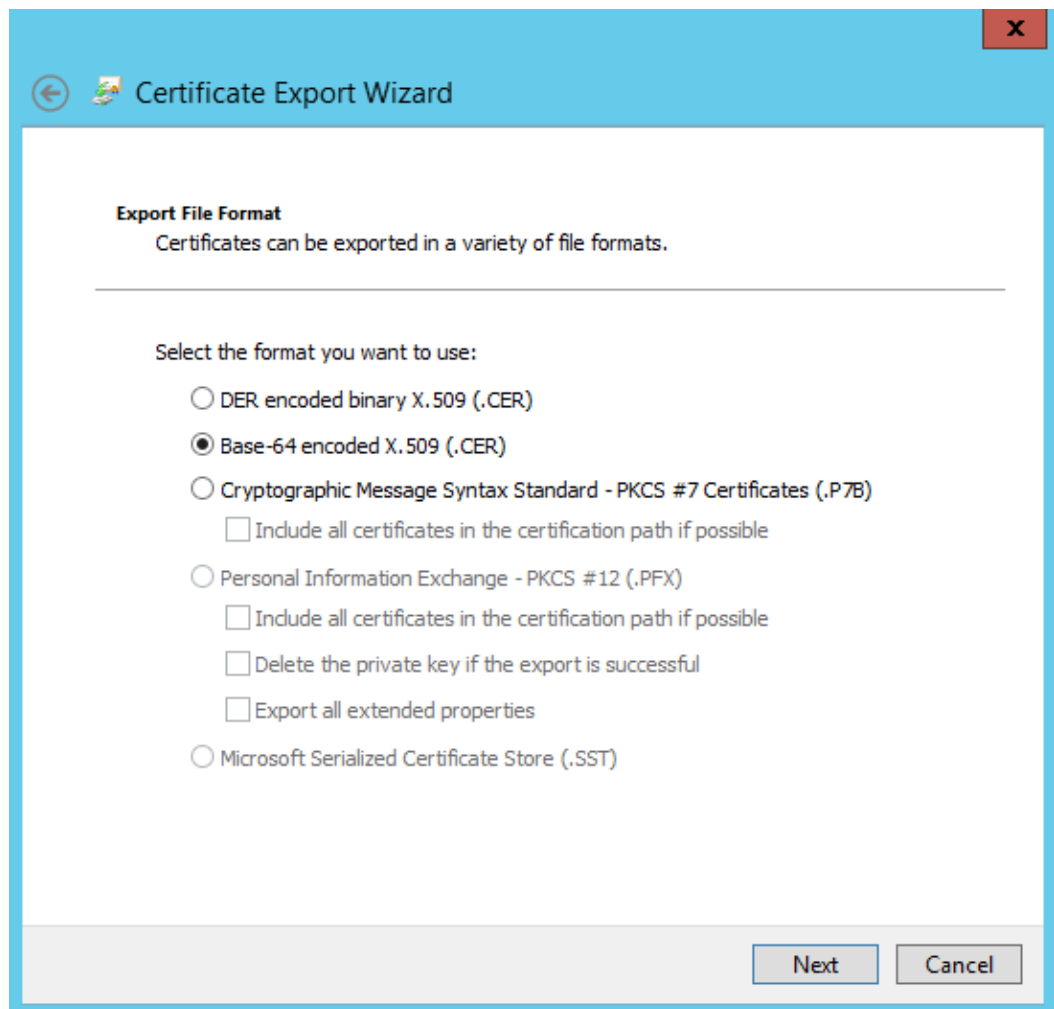 x
Certificate Export Wizard
Export File Format
Certificates can be exported in a variety of file formats.
Select the format you want to use:
DER encoded binary X.509 (.CER)
Base-64 encoded X.509 (.CER)
Cryptographic Message Syntax Standard - PKCS #7 Certificates (.P7B)
Include all certificates in the certification path if possible
Personal Information Exchange - PKCS #12 (.PFX)
Include all certificates in the certification path if possible
Delete the private key if the export is successful
Export all extended properties
Microsoft Serialized Certificate Store (.SST)
Next Cancel